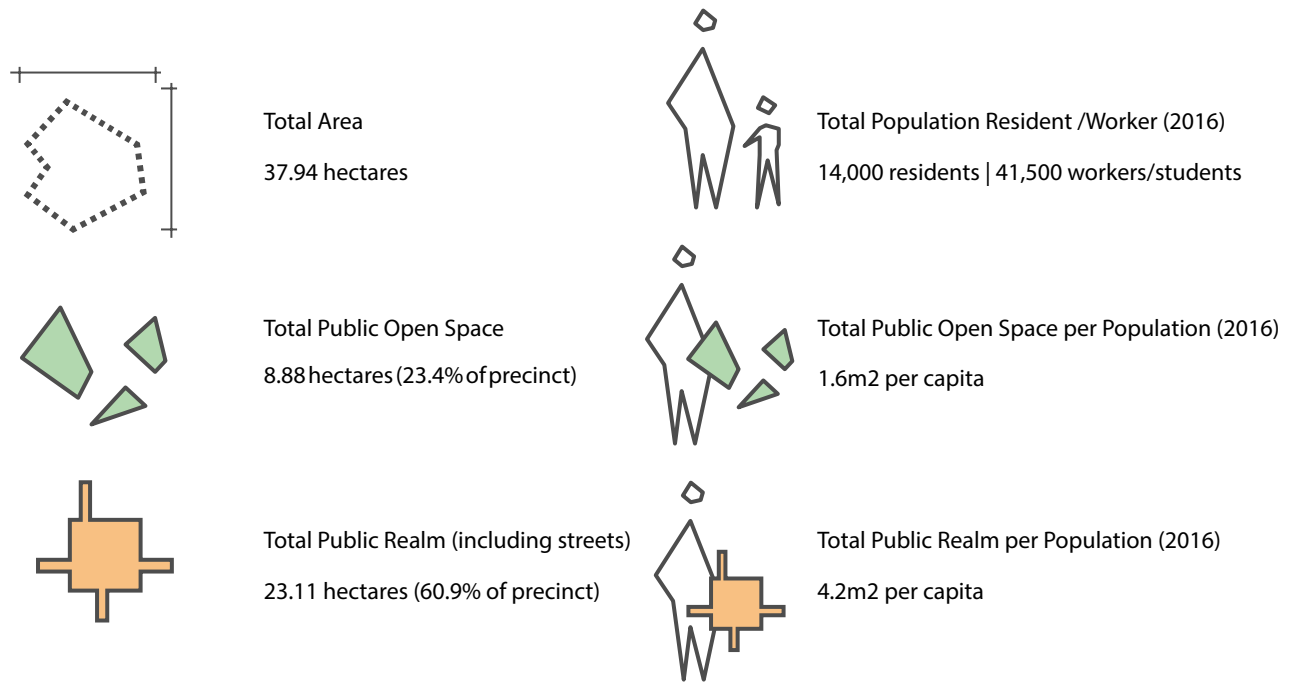 Total Area
37.94 hectares
Total Population Resident /Worker (2016)
14,000 residents | 41,500 workers/students
Total Public Open Space
8.88 hectares (23.4% of precinct)
Total Public Open Space per Population (2016)
1.6m2 per capita
Total Public Realm (including streets)
23.11 hectares (60.9% of precinct)
Total Public Realm per Population (2016)
4.2m2 per capita